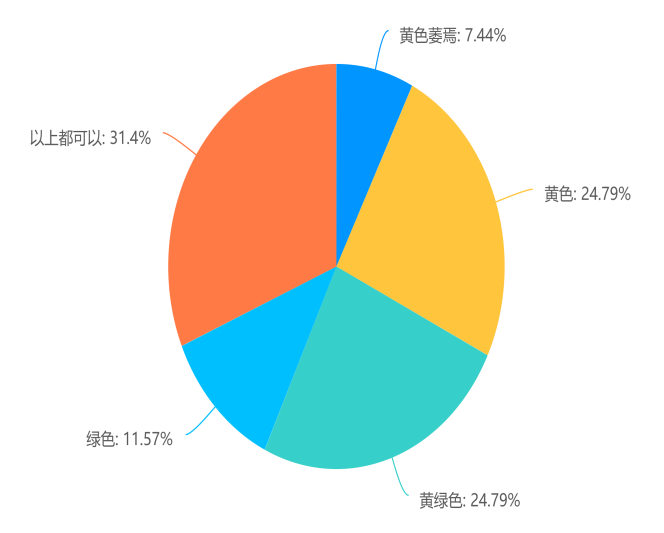 黄色萎焉: 7.44%
以上都可以: 31.4%
黄色: 24.79%
绿色: 11.57%
黄绿色: 24.79%